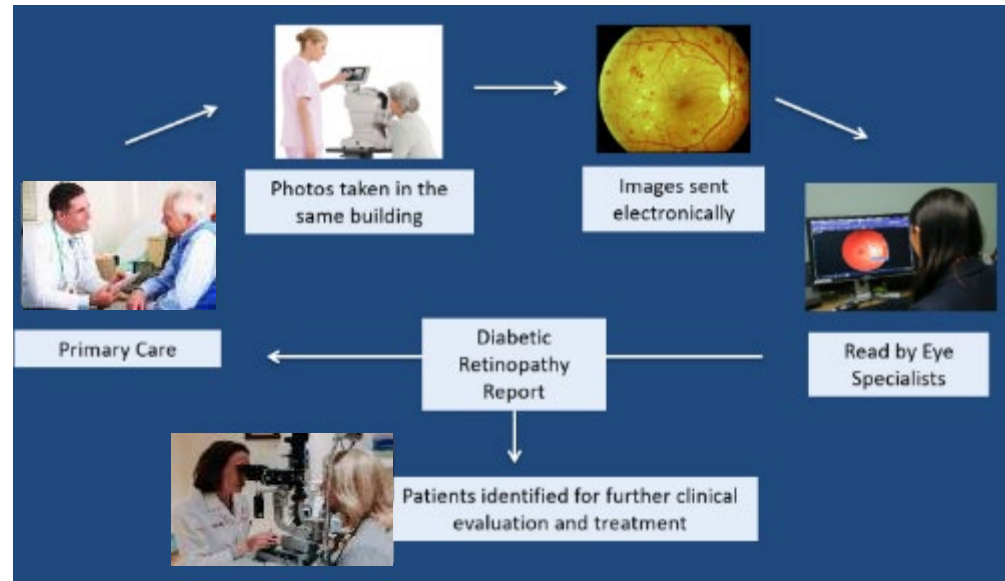 Photos taken in the
same building
Images sent
electronically
Primary Care
Diabetic
Retinopathy
Report
Read by Eye
Specialists
Patients identified for further clinical
evaluation and treatment